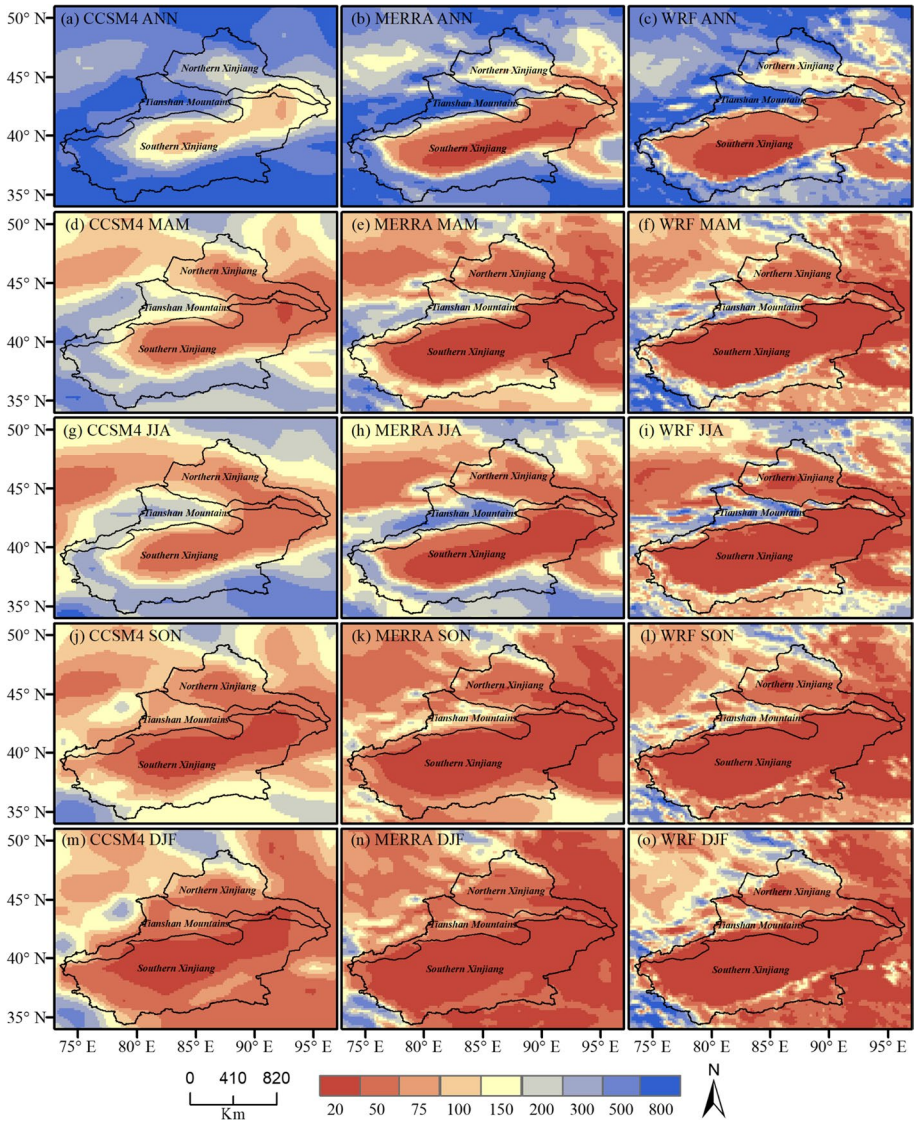 (a) CCSM4 ANN
(b) MERRA ANN
(c) WRF ANN
50° N
45° N
40° N
35° N
Northern Xinjiang
Tianshan Mountains
Southern Xinjiang
Northern Xinjiang
Tianshan Mountains
Southern Xinjiang
Northern Xinjiang
Tianshan Mountains
Southern Xinjiang
(d) CCSM4 MAM
(e) MERRA MAM
(f) WRF MAM
50° N
45° N
40° N
35° N
Northern Xinjiang
Tianshan Mountains
Southern Xinjiang
Northern Xinjiang
Tianshan Mountains
Southern Xinjiang
Northern Xinjiang
Tianshan Mountains
Southern Xinjiang
(g) CCSM4 JJA
(h) MERRA JJA
(i) WRF JJA
50° N
45° N
40° N
35° N
Northern Xinjiang
Tianshan Mountains
Southern Xinjiang
Northern Xinjiang
Tianshan Mountains
Southern Xinjiang
Northern Xinjiang
Tianshan Mountains
Southern Xinjiang
(j) CCSM4 SON
(k) MERRA SON
(l) WRF SON
50° N
45° N
40° N
35° N
Northern Xinjiang
Tianshan Mountains
Southern Xinjiang
Northern Xinjiang
Tianshan Mountains
Southern Xinjiang
Northern Xinjiang
Tianshan Mountains
Southern Xinjiang
(m) CCSM4 DJF
(n) MERRA DJF
(o) WRF DJF
50° N
45° N
40° N
35° N
Northern Xinjiang
Tianshan Mountains
Southern Xinjiang
Northern Xinjiang
Tianshan Mountains
Southern Xinjiang
Northern Xinjiang
Tianshan Mountains
Southern Xinjiang
75° E 80° E 85° E 90° E 95° E
75° E 80° E 85° E 90° E 95° E
75° E 80° E 85° E 90° E 95° E
0 410 820
Km
20 50 75 100 150 200 300 500 800
N